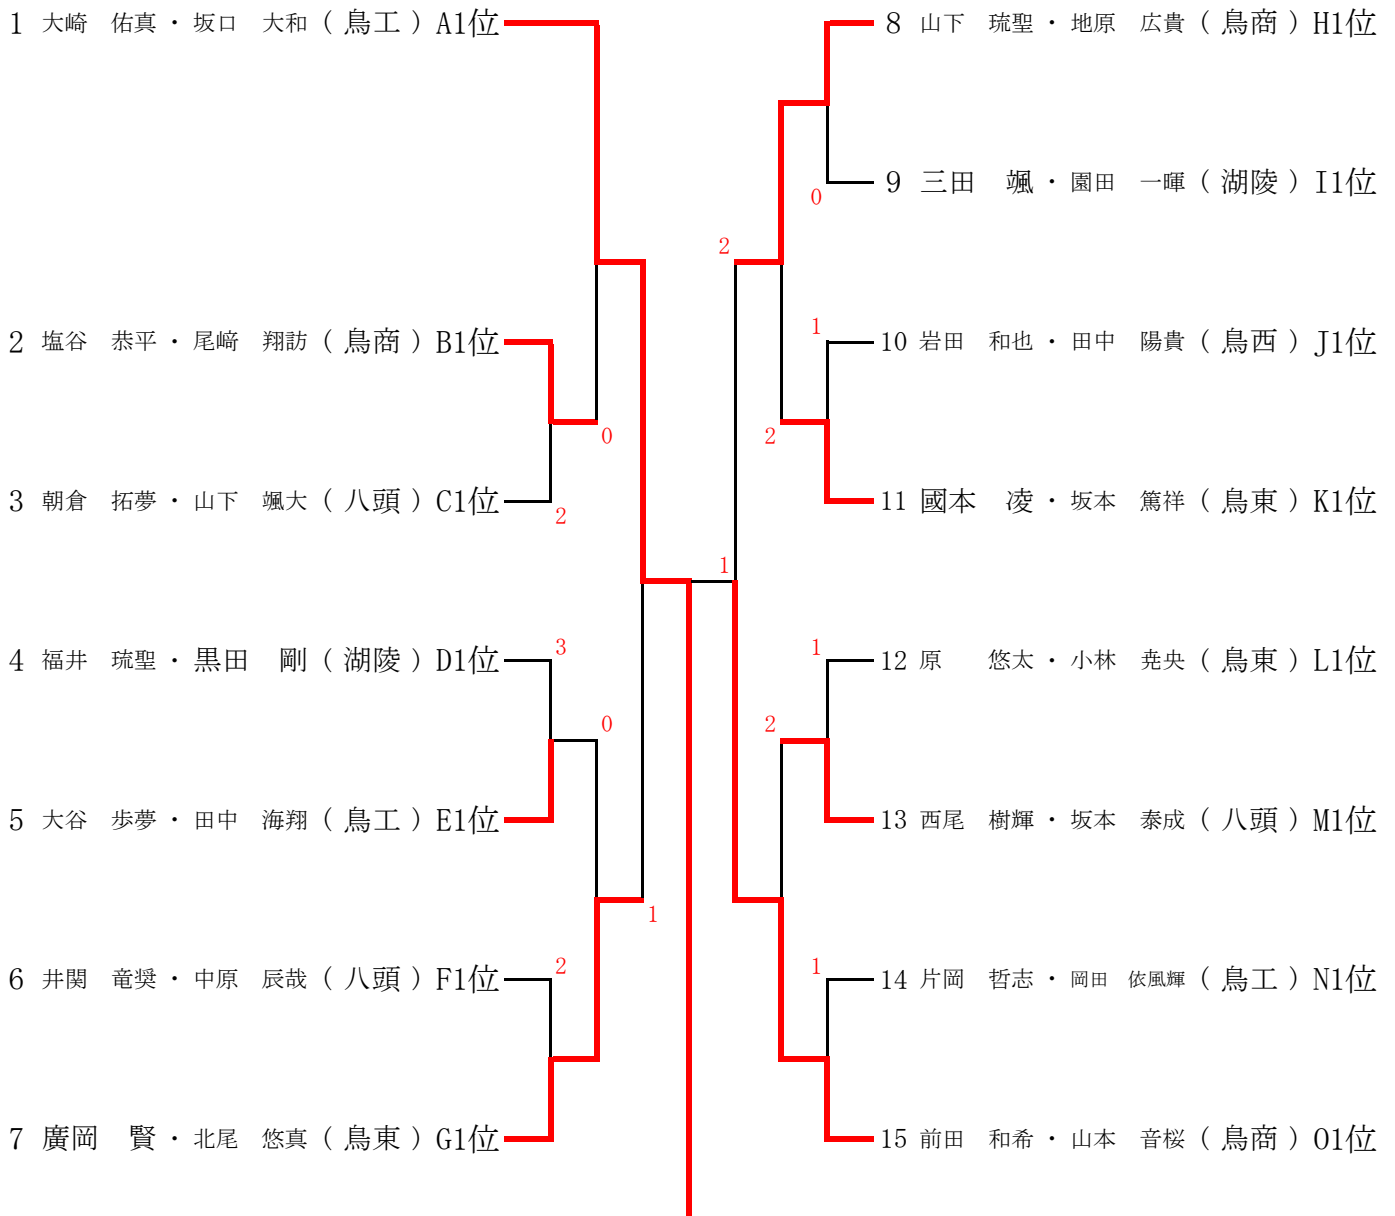 1 大崎 佑真・坂口 大和(鳥工)A1位
2 塩谷 恭平・尾﨑 翔訪(鳥商)B1位
0
3 朝倉 拓夢・山下 颯大(八頭)C1位
2
4 福井 琉聖・黒田 剛(湖陵)D1位
3
0
5 大谷 歩夢・田中 海翔(鳥工)E1位
1
6 井関 竜奨・中原 辰哉(八頭)F1位
2
7 廣岡 賢・北尾 悠真(鳥東)G1位
8 山下 琉聖・地原 広貴(鳥商)H1位
9 三田 颯・園田 一暉(湖陵)I1位
0
2
1
10 岩田 和也・田中 陽貴(鳥西)J1位
2
11 國本 凌・坂本 篤祥(鳥東)K1位
1
1
12 原 悠太・小林 尭央(鳥東)L1位
2
13 西尾 樹輝・坂本 泰成(八頭)M1位
1
14 片岡 哲志・岡田 依風輝(鳥工)N1位
15 前田 和希・山本 音桜(鳥商)O1位